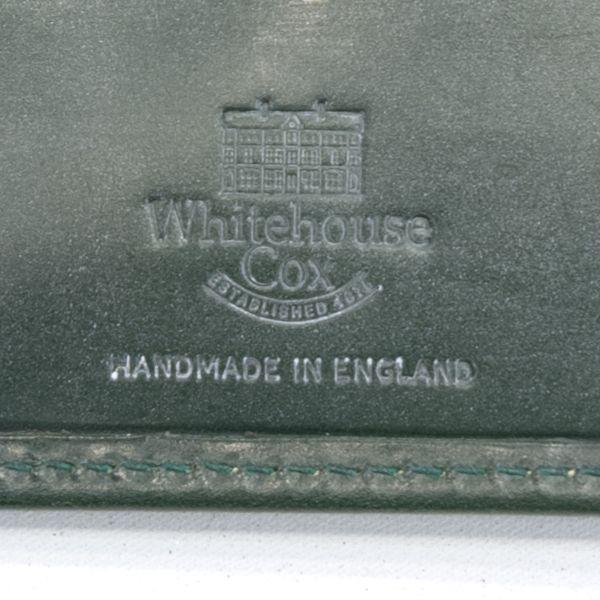 Whitehouse
Cox
ESTABLISHED
HANDMADE IN ENGLAND